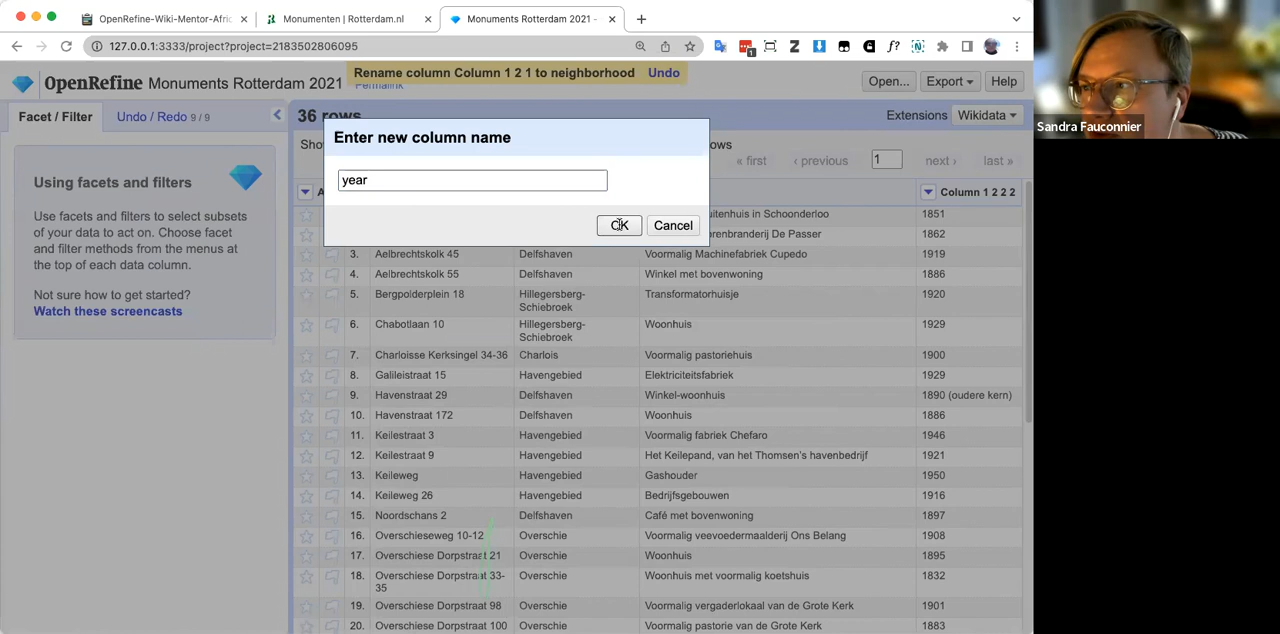 OpenRefine-Wiki-Mentor-Afric
Monumenten | Rotterdam.nl
Monuments Rotterdam 2021 -
127.0.0.1:3333/project?project=2183502806095
1
OpenRefine Monuments Rotterdam 2021
Rename column Column 1 2 1 to neighborhood Undo
Permalink
Open... Export Help
Facet / Filter
Undo / Redo 9 / 9
36 rows
Extensions Wikidata
Using facets and filters
Use facets and filters to select subsets
of your data to act on. Choose facet
and filter methods from the menus at
the top of each data column.
Not sure how to get started?
Watch these screencasts
Enter new column name
year
OK Cancel
« first ‹ previous 1 next › last »
Column 1 2 2 2
1851
1862
3. Aelbrechtskolk 45 Delfshaven Voormalig Machinefabriek Cupedo 1919
4. Aelbrechtskolk 55 Delfshaven Winkel met bovenwoning 1886
5. Bergpolderplein 18 Hillegersberg- Transformatorhuisje 1920
Schiebroek
6. Chabotlaan 10 Hillegersberg- Woonhuis 1929
Schiebroek
7. Charloisse Kerksingel 34-36 Charlois Voormalig pastoriehuis 1900
8. Galileistraat 15 Havengebied Elektriciteitsfabriek 1929
9. Havenstraat 29 Delfshaven Winkel-woonhuis 1890 (oudere kern)
10. Havenstraat 172 Delfshaven Woonhuis 1886
11. Keilestraat 3 Havengebied Voormalig fabriek Chefaro 1946
12. Keilestraat 9 Havengebied Het Keilepand, van het Thomsen's havenbedrijf 1921
13. Keileweg Havengebied Gashouder 1950
14. Keileweg 26 Havengebied Bedrijfsgebouwen 1916
15. Noordschans 2 Delfshaven Café met bovenwoning 1897
16. Overschieseweg 10-12 Overschie Voormalig veevoedermaalderij Ons Belang 1908
17. Overschiese Dorpstraat 21 Overschie Woonhuis 1895
18. Overschiese Dorpstraat 33- Overschie Woonhuis met voormalig koetshuis 1832
35
19. Overschiese Dorpstraat 98 Overschie Voormalig vergaderlokaal van de Grote Kerk 1901
20. Overschiese Dorpstraat 100 Overschie Voormalig pastorie van de Grote Kerk 1883
Sandra Fauconnier